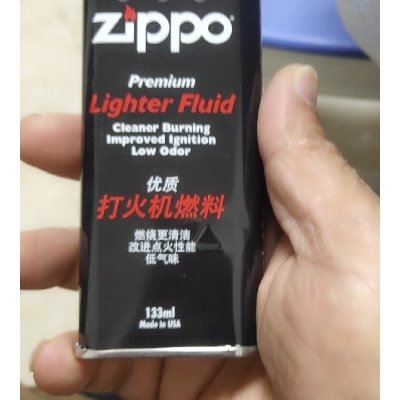 zippo
Premium
Lighter Fluid
Cleaner Burning
Improved Ignition
Low Odor
优质
打火机燃料
燃烧更清洁
改进点火性能
低气味
133ml
Made in USA